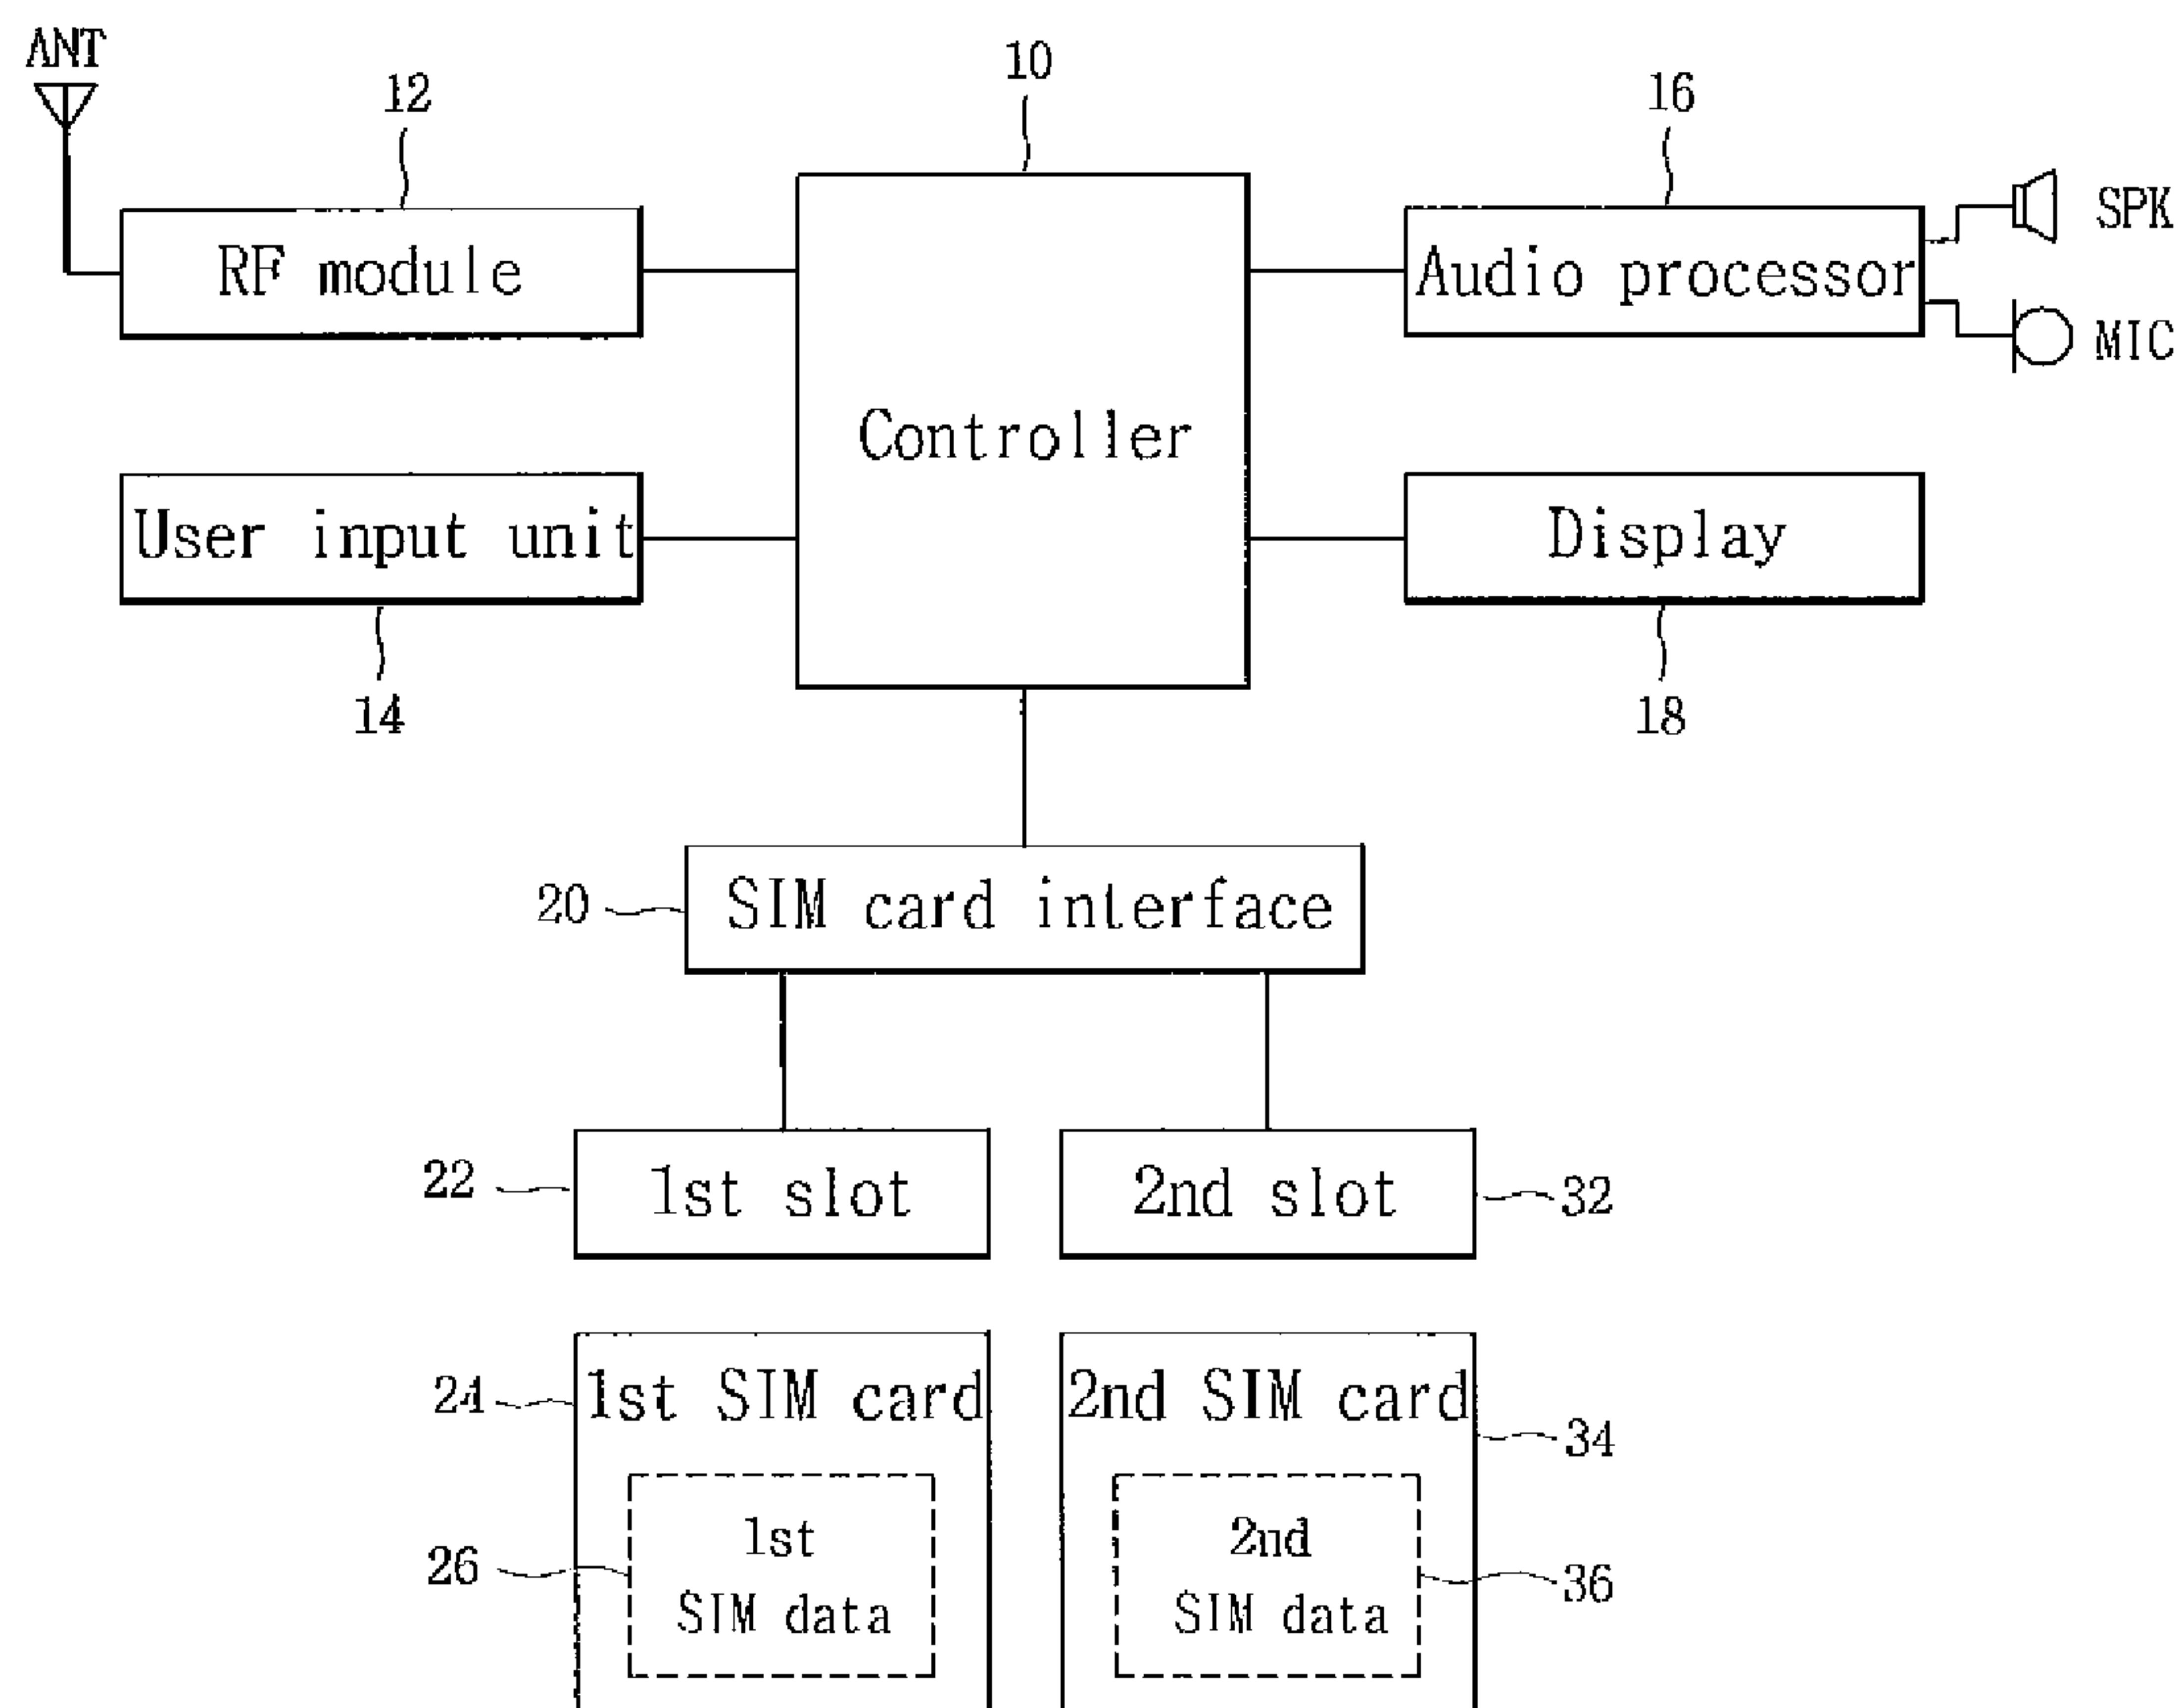 ANT
12
10
16
SPK
RF module
Audio processor
MIC
Controller
User input unit
Display
14
18
20
SIM card interface
22
1st slot
2nd slot
32
24
1st SIM card
2nd SIM card
34
26
1st
SIM data
2nd
SIM data
36